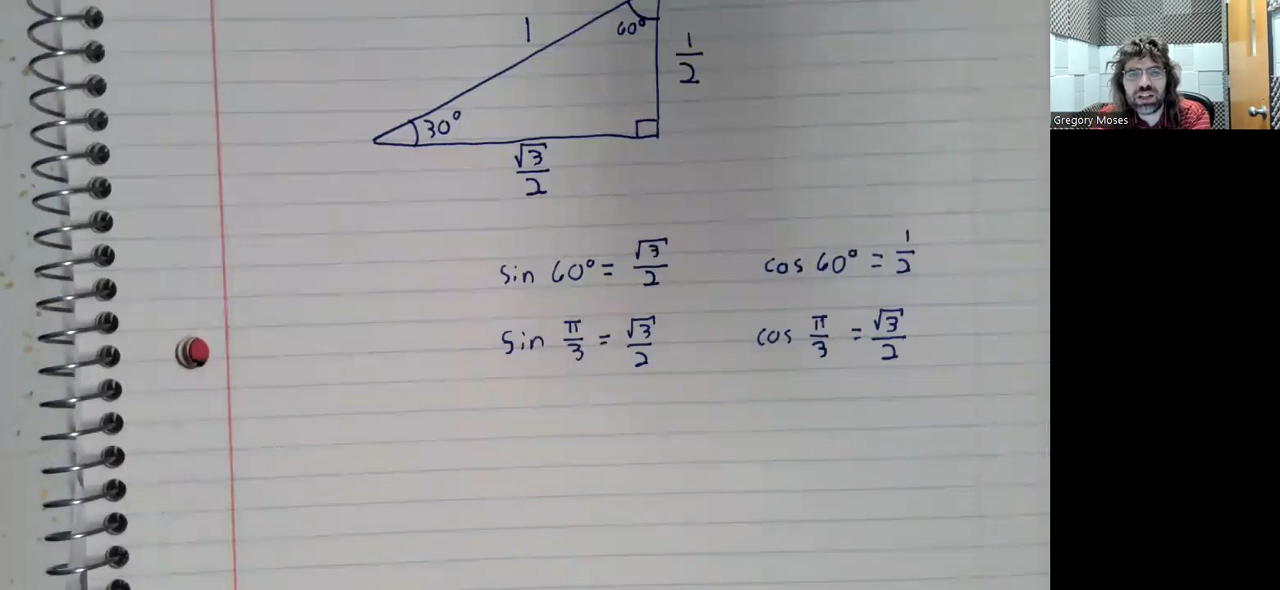 1
60°
1/2
30°
√3/2
sin 60° = √3/2
cos 60° = 1/2
sin π/3 = √3/2
cos π/3 = √3/2
Gregory Moses